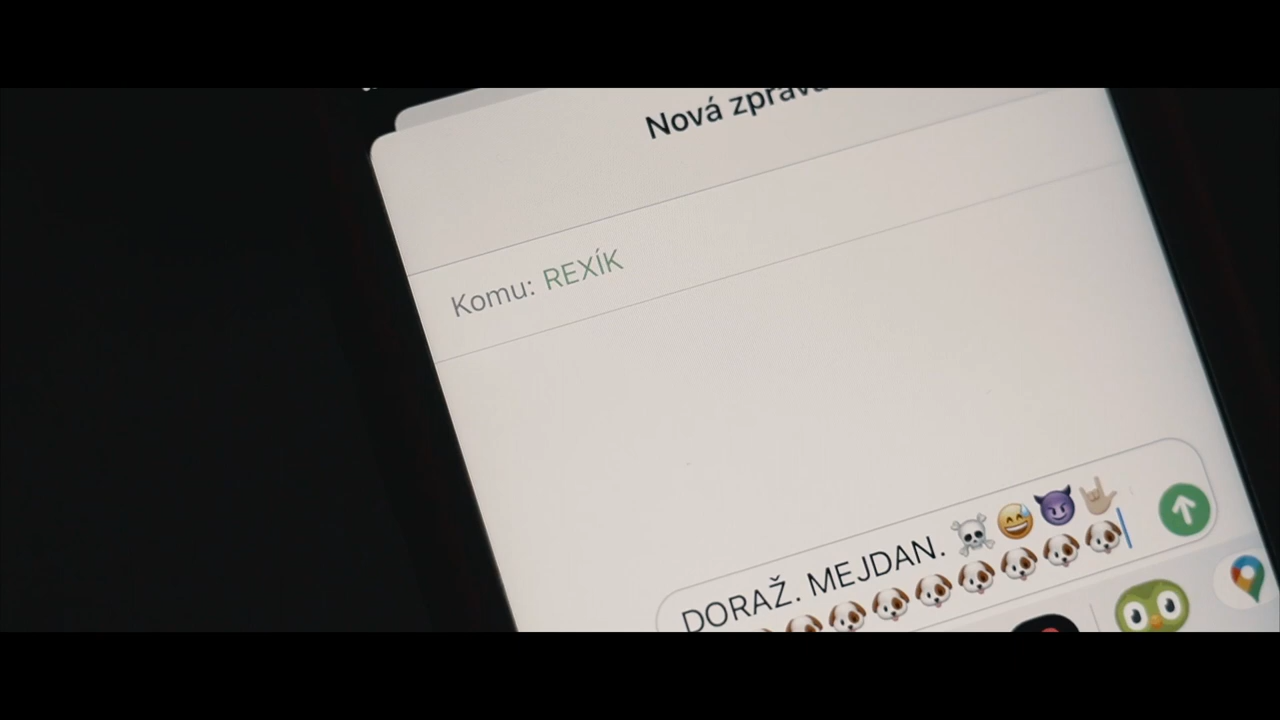 Nová zpráva
Komu: REXÍK
DORAŽ. MEJDAN. ☠️😅😈🤟🏼
🐶🐶🐶🐶🐶🐶🐶🐶🐶